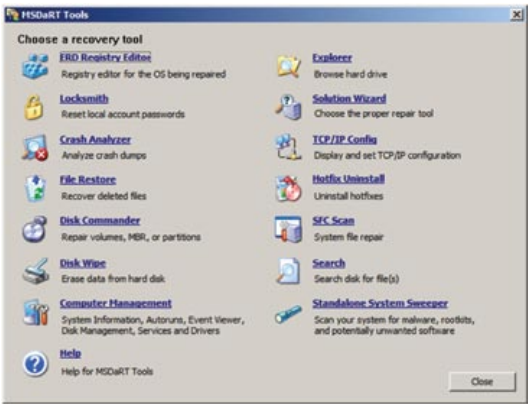 MSDaRT Tools
Choose a recovery tool
ERD Registry Editor
Registry editor for the OS being repaired
Locksmith
Reset local account passwords
Crash Analyzer
Analyze crash dumps
File Restore
Recover deleted files
Disk Commander
Repair volumes, MBR, or partitions
Disk Wipe
Erase data from hard disk
Computer Management
System Information, Autoruns, Event Viewer,
Disk Management, Services and Drivers
Help
Help for MSDaRT Tools
Explorer
Browse hard drive
Solution Wizard
Choose the proper repair tool
TCP/IP Config
Display and set TCP/IP configuration
Hotfix Uninstall
Uninstall hotfixes
SFC Scan
System file repair
Search
Search disk for file(s)
Standalone System Sweeper
Scan your system for malware, rootkits,
and potentially unwanted software
Close